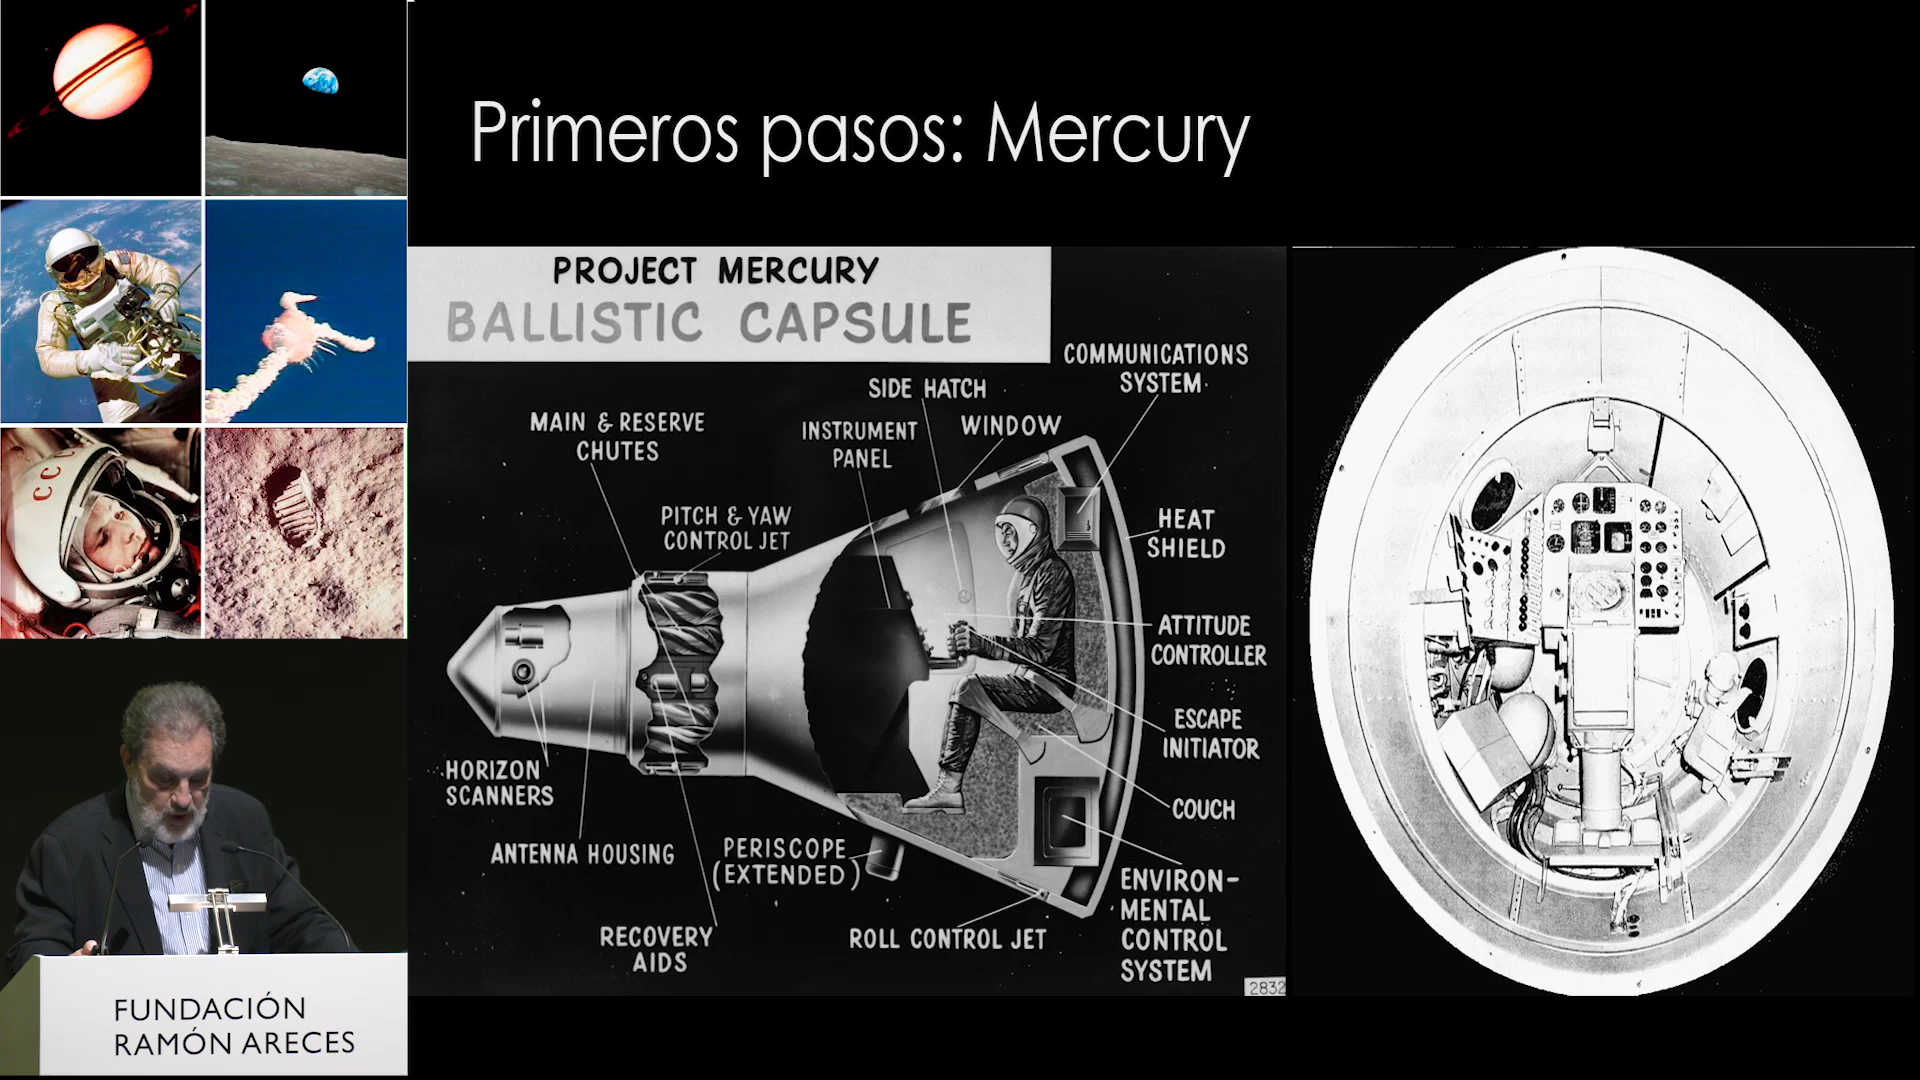 Primeros pasos: Mercury
PROJECT MERCURY
BALLISTIC CAPSULE
COMMUNICATIONS
SYSTEM
SIDE HATCH
MAIN & RESERVE
CHUTES
INSTRUMENT
PANEL
WINDOW
PITCH & YAW
CONTROL JET
HEAT
SHIELD
ATTITUDE
CONTROLLER
ESCAPE
INITIATOR
HORIZON
SCANNERS
COUCH
ANTENNA HOUSING
PERISCOPE
(EXTENDED)
ENVIRON-
MENTAL
CONTROL
SYSTEM
RECOVERY
AIDS
ROLL CONTROL JET
2832
CCC
FUNDACIÓN
RAMÓN ARECES